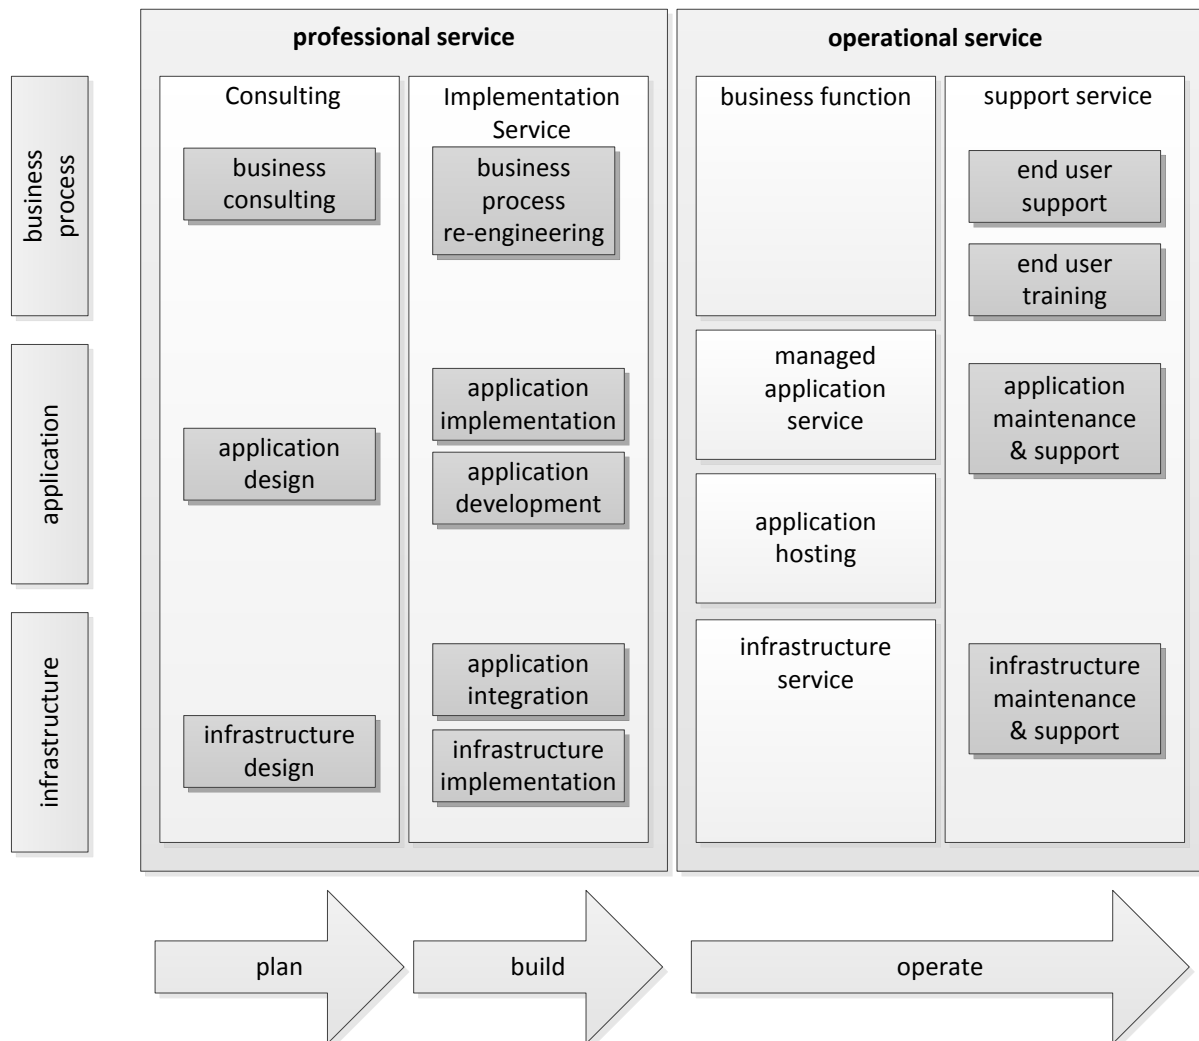 professional service
operational service
business
process
application
infrastructure
Consulting
business
consulting
application
design
infrastructure
design
Implementation
Service
business
process
re-engineering
application
implementation
application
development
application
integration
infrastructure
implementation
business function
managed
application
service
application
hosting
infrastructure
service
support service
end user
support
end user
training
application
maintenance
& support
infrastructure
maintenance
& support
plan
build
operate